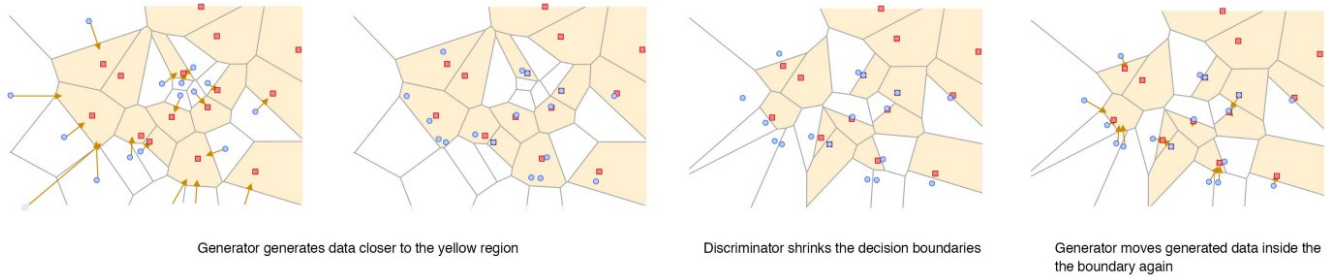 Generator generates data closer to the yellow region
Discriminator shrinks the decision boundaries
Generator moves generated data inside the
the boundary again